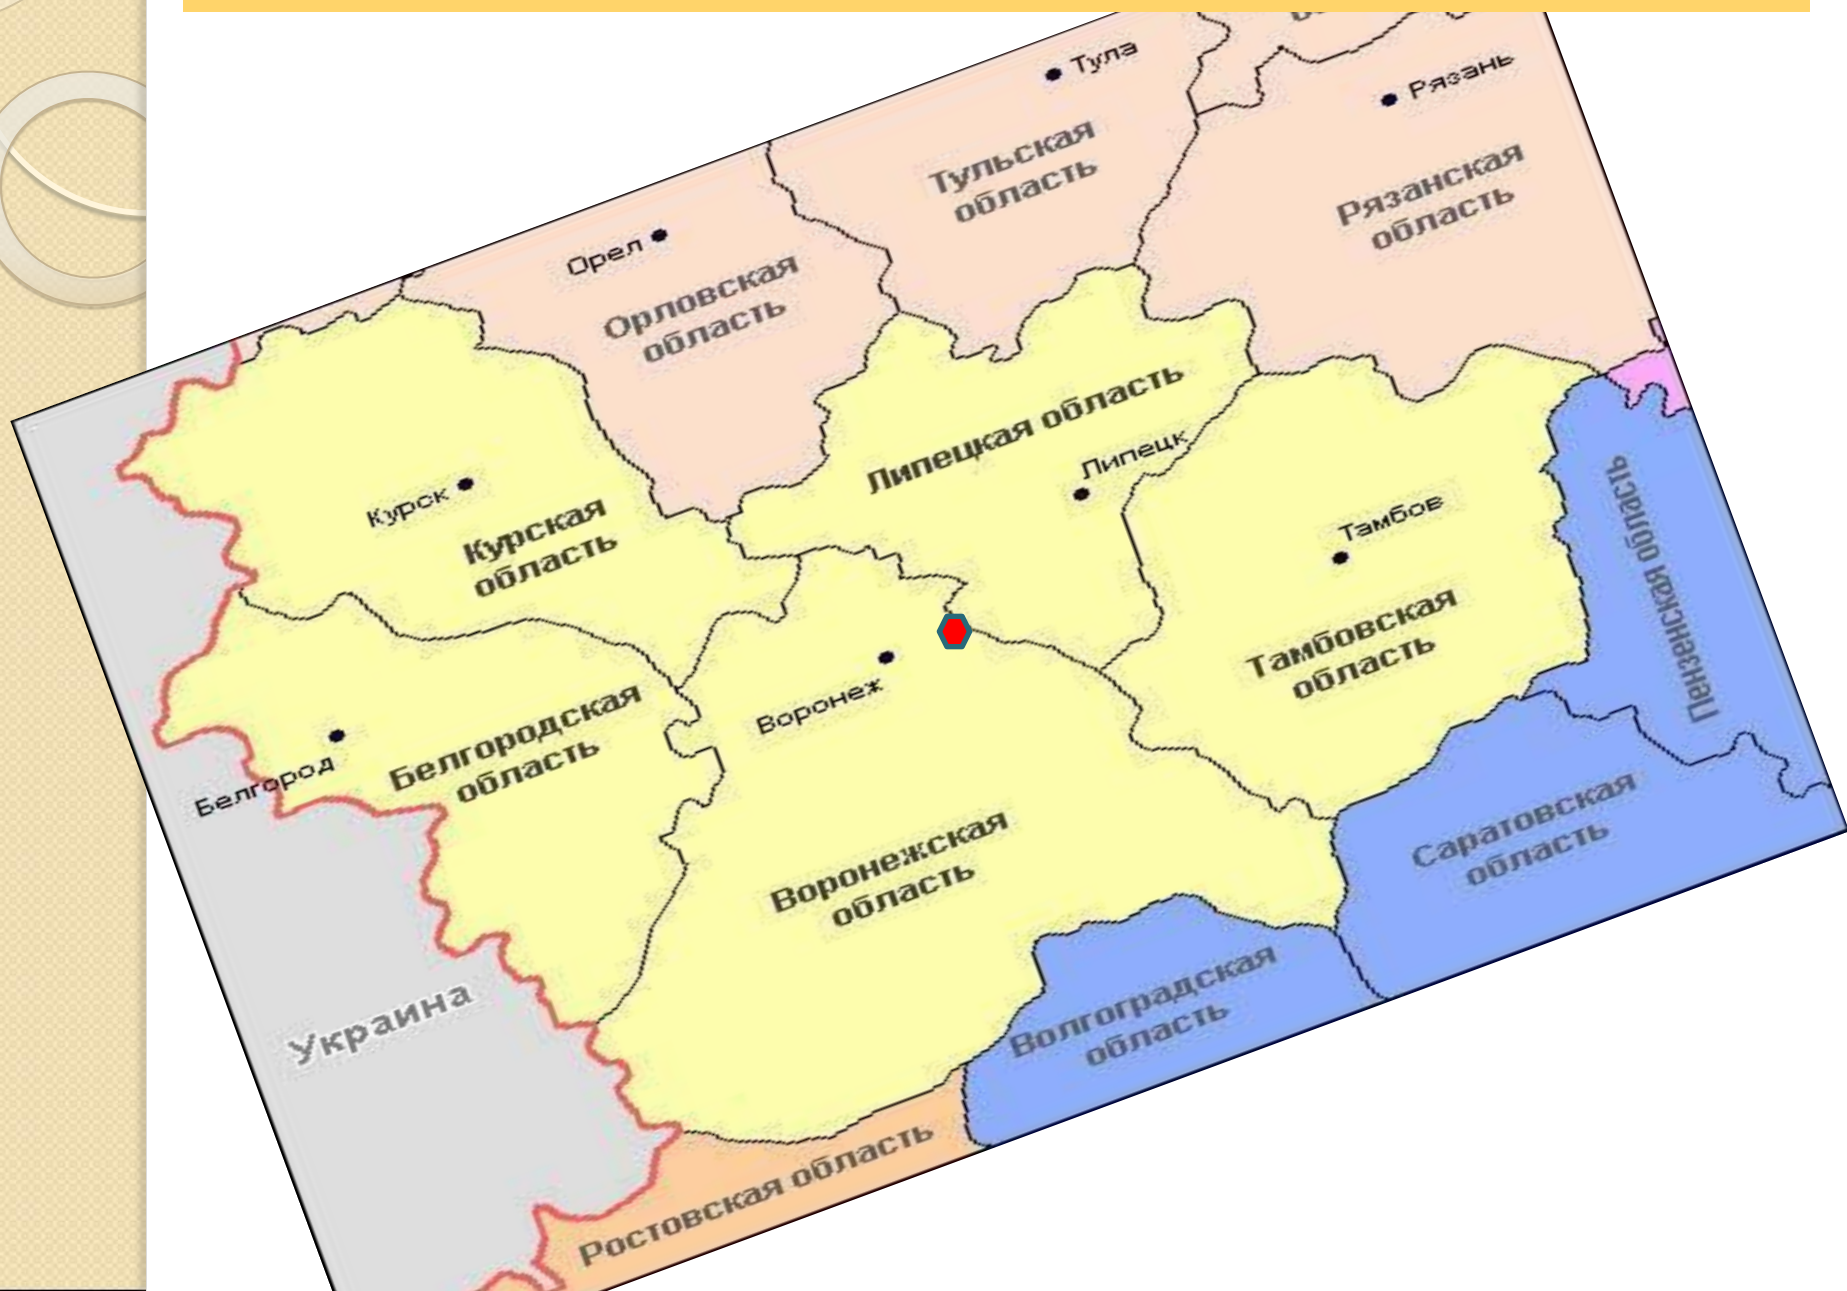 Тула
Рязань
Тульская
область
Рязанская
область
Орел
Орловская
область
Липецкая область
Липецк
Курск
Курская
область
Тамбов
Тамбовская
область
Пензенская область
Воронеж
Белгород
Белгородская
область
Воронежская
область
Саратовская
область
Волгоградская
область
Украина
Ростовская область